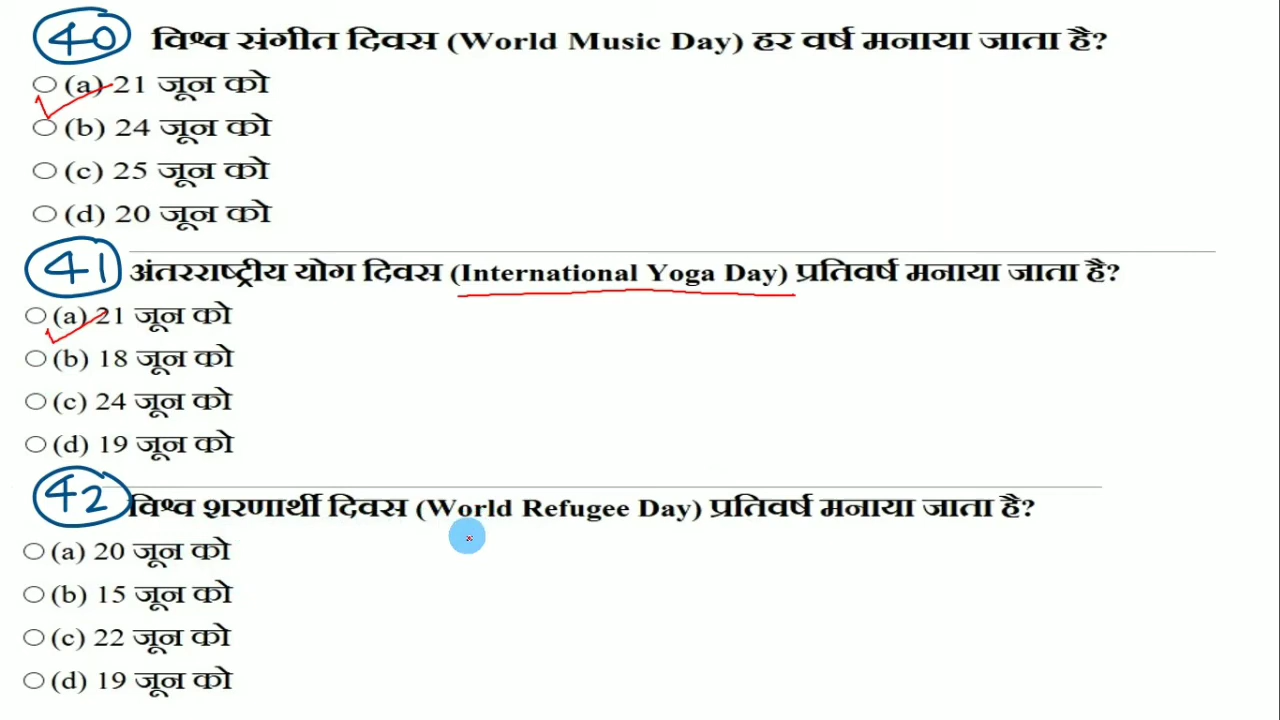 40 विश्व संगीत दिवस (World Music Day) हर वर्ष मनाया जाता है?
(a) 21 जून को
(b) 24 जून को
(c) 25 जून को
(d) 20 जून को
41 अंतरराष्ट्रीय योग दिवस (International Yoga Day) प्रतिवर्ष मनाया जाता है?
(a) 21 जून को
(b) 18 जून को
(c) 24 जून को
(d) 19 जून को
42 विश्व शरणार्थी दिवस (World Refugee Day) प्रतिवर्ष मनाया जाता है?
(a) 20 जून को
(b) 15 जून को
(c) 22 जून को
(d) 19 जून को